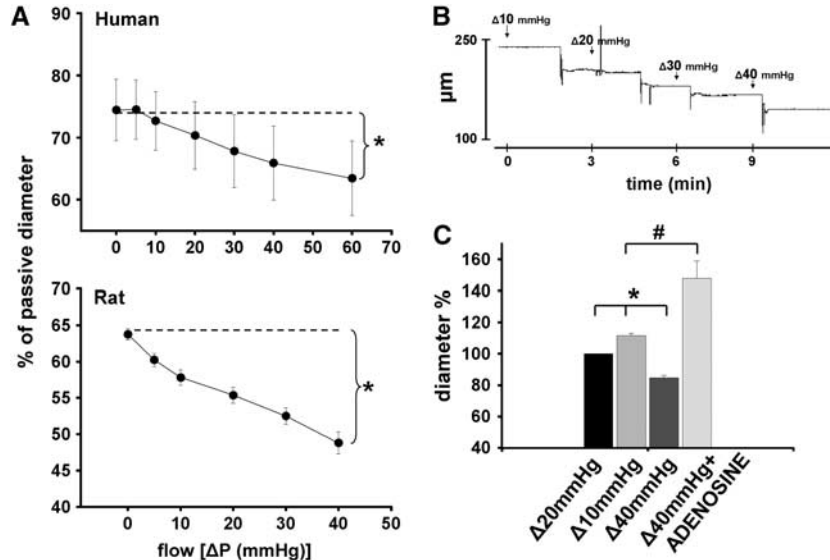 A
Human
90
85
80
75
70
65
60
0 10 20 30 40 50 60 70
*
% of passive diameter
Rat
70
65
60
55
50
45
40
0 10 20 30 40 50
*
flow [ΔP (mmHg)]
B
Δ10 mmHg
Δ20 mmHg
Δ30 mmHg
Δ40 mmHg
250
µm
100
0 3 6 9
time (min)
C
160
140
120
100
80
60
40
diameter %
* #
Δ20mmHg
Δ10mmHg
Δ40mmHg
Δ40mmHg+
ADENOSINE